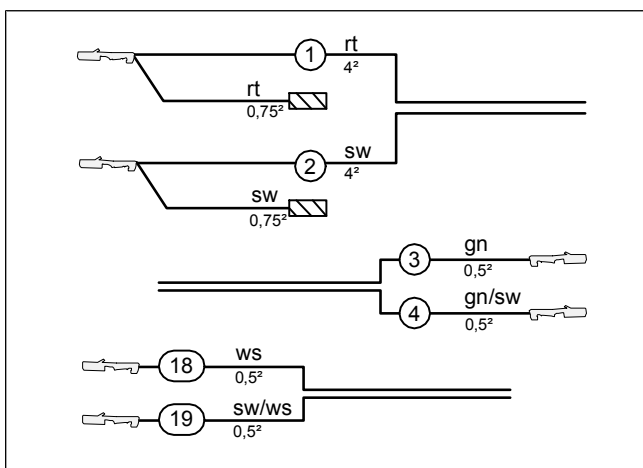 1 rt
4²
rt
0,75²
2 sw
4²
sw
0,75²
3 gn
0,5²
4 gn/sw
0,5²
18 ws
0,5²
19 sw/ws
0,5²